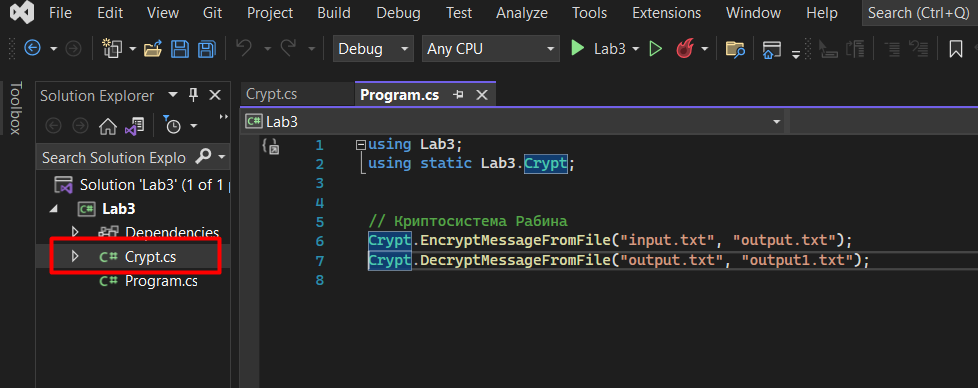 File Edit View Git Project Build Debug Test Analyze Tools Extensions Window Help Search (Ctrl+Q)
Debug Any CPU Lab3
Toolbox
Solution Explorer
Search Solution Explo
Solution 'Lab3' (1 of 1 p
Lab3
Dependencies
C# Crypt.cs
C# Program.cs
Crypt.cs Program.cs
C# Lab3
1 using Lab3;
2 using static Lab3.Crypt;
3
4
5 // Криптосистема Рабина
6 Crypt.EncryptMessageFromFile("input.txt", "output.txt");
7 Crypt.DecryptMessageFromFile("output.txt", "output1.txt");
8